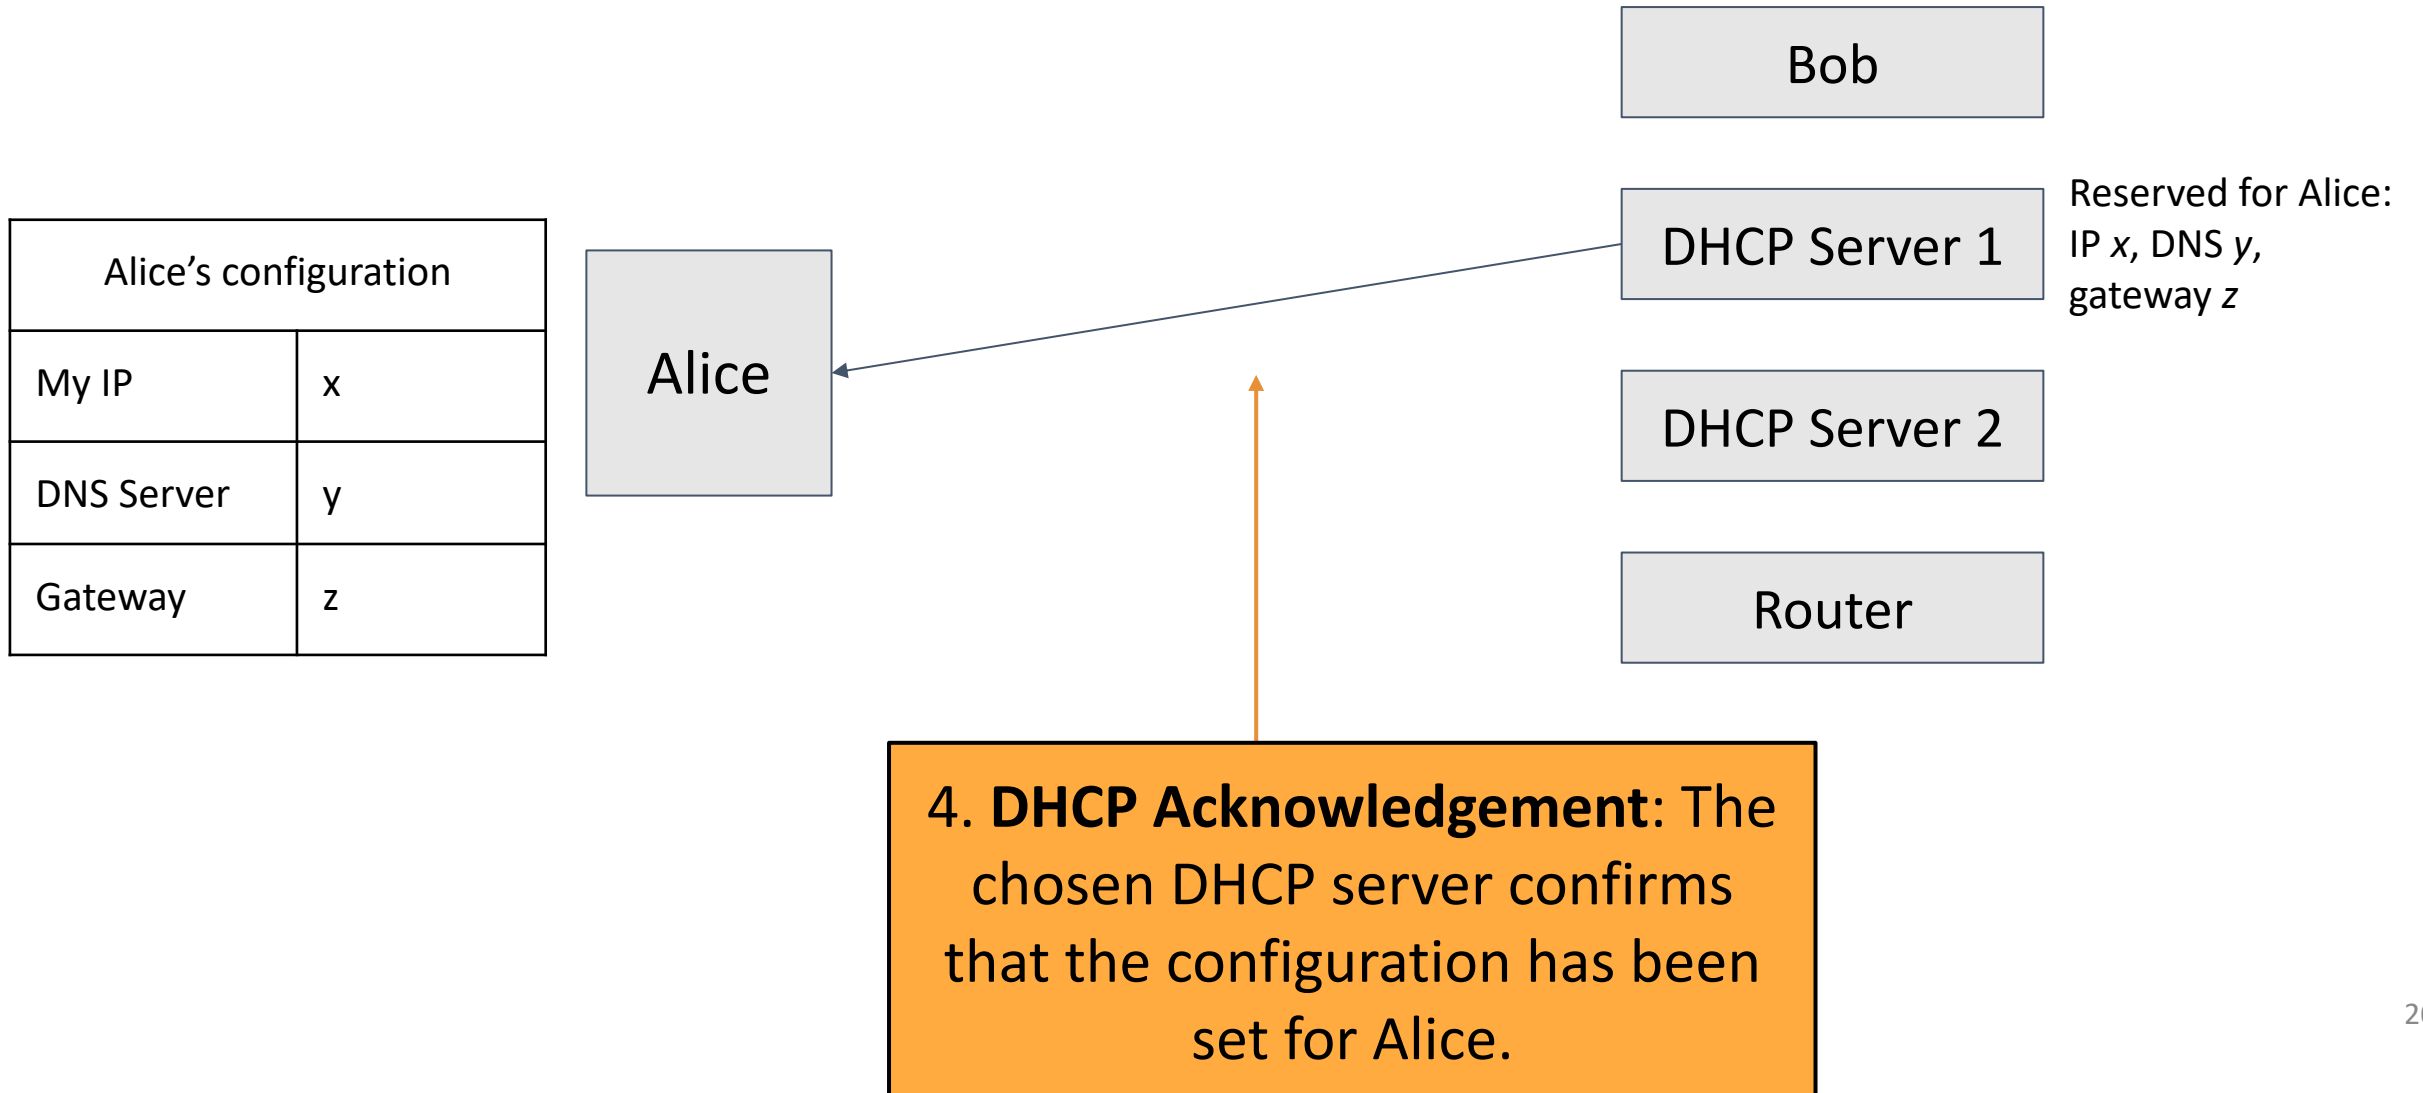 Bob
Reserved for Alice:
IP x, DNS y,
gateway z
DHCP Server 1
Alice’s configuration
My IP x
DNS Server y
Gateway z
Alice
DHCP Server 2
Router
4. DHCP Acknowledgement: The
chosen DHCP server confirms
that the configuration has been
set for Alice.